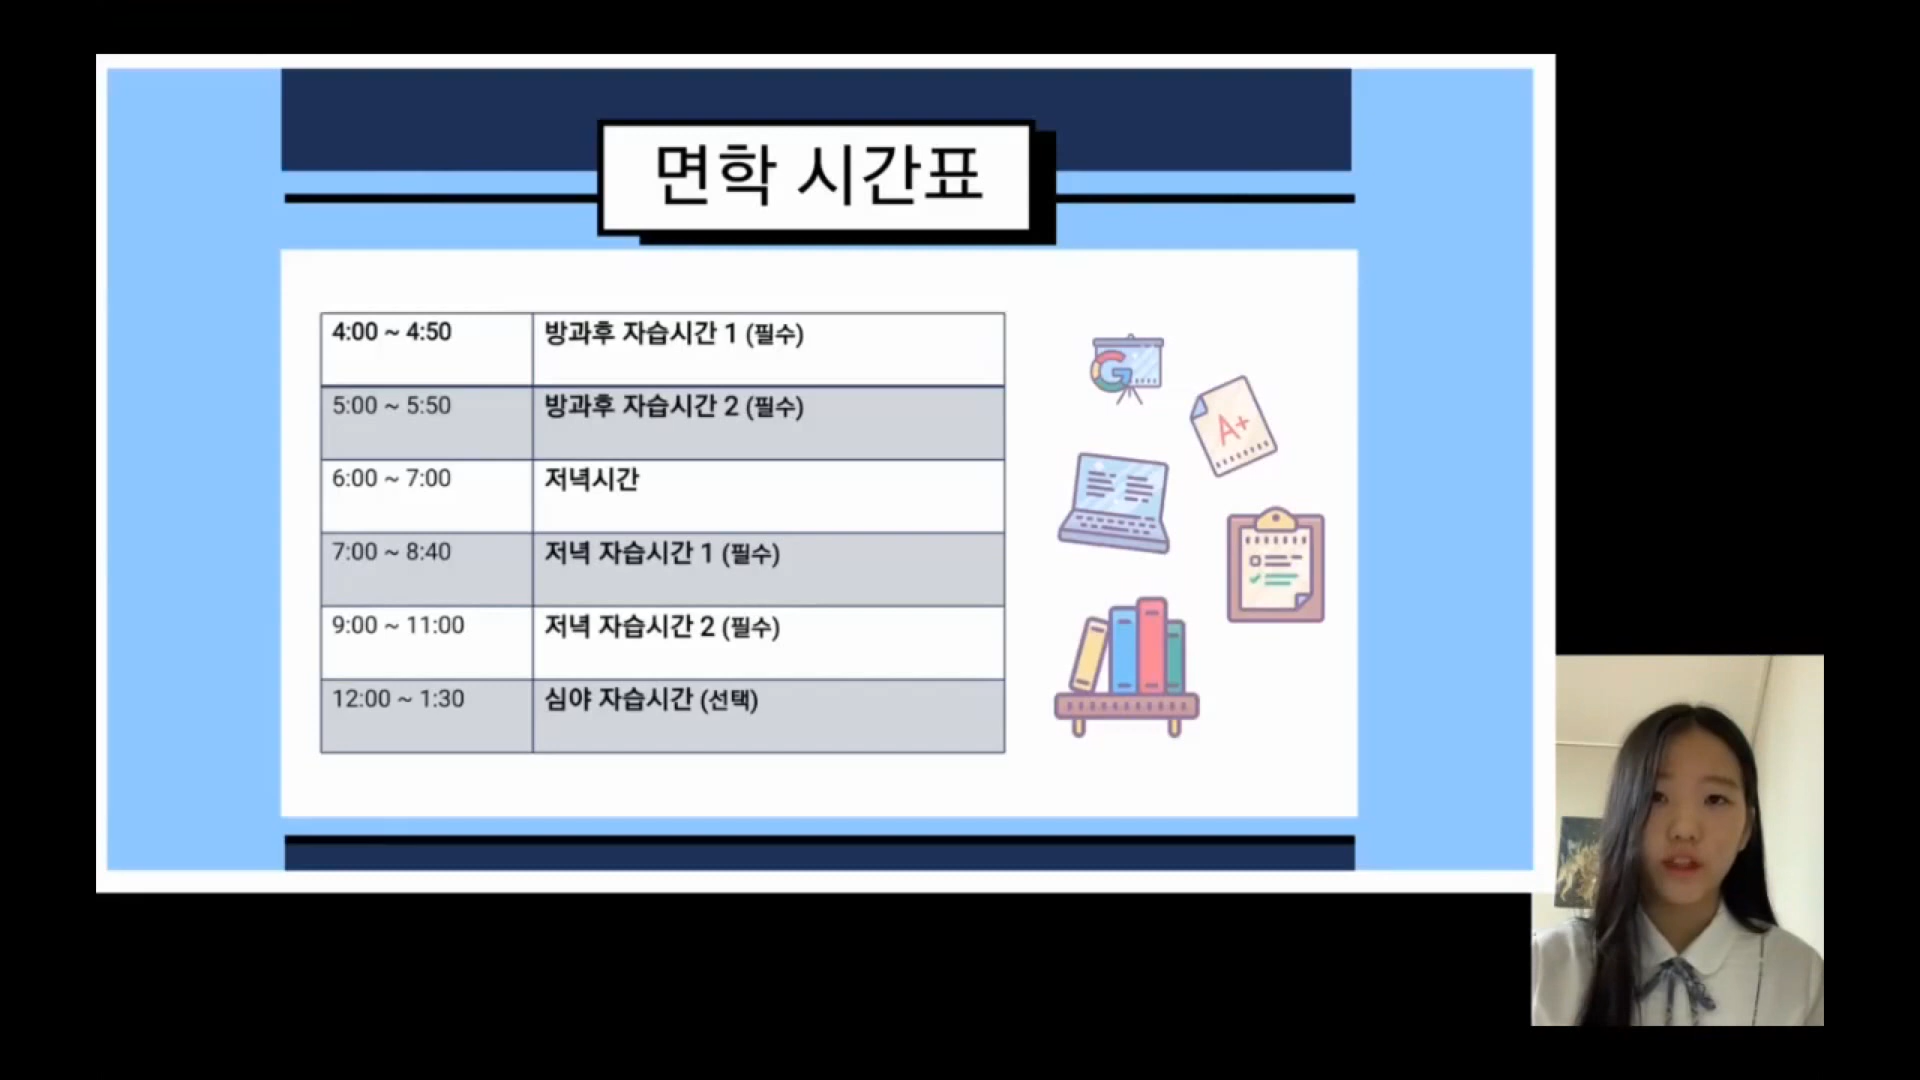 면학 시간표
4:00 ~ 4:50 방과후 자습시간 1 (필수)
5:00 ~ 5:50 방과후 자습시간 2 (필수)
6:00 ~ 7:00 저녁시간
7:00 ~ 8:40 저녁 자습시간 1 (필수)
9:00 ~ 11:00 저녁 자습시간 2 (필수)
12:00 ~ 1:30 심야 자습시간 (선택)
G
A+